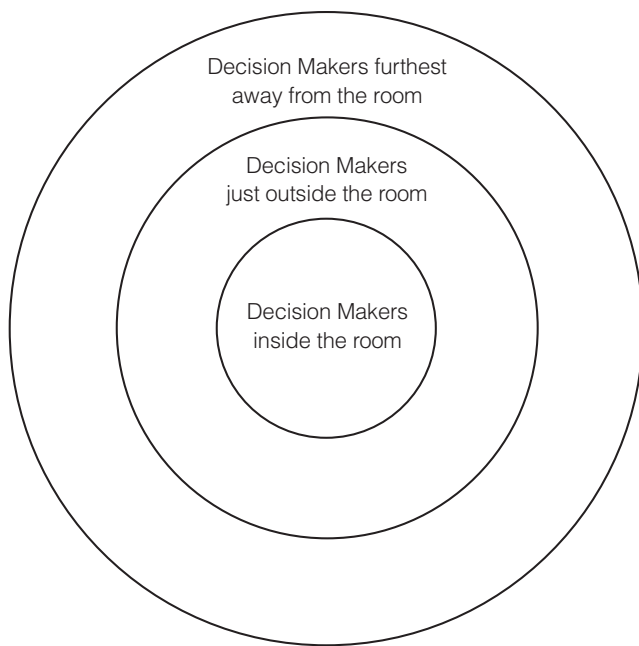 Decision Makers furthest
away from the room
Decision Makers
just outside the room
Decision Makers
inside the room